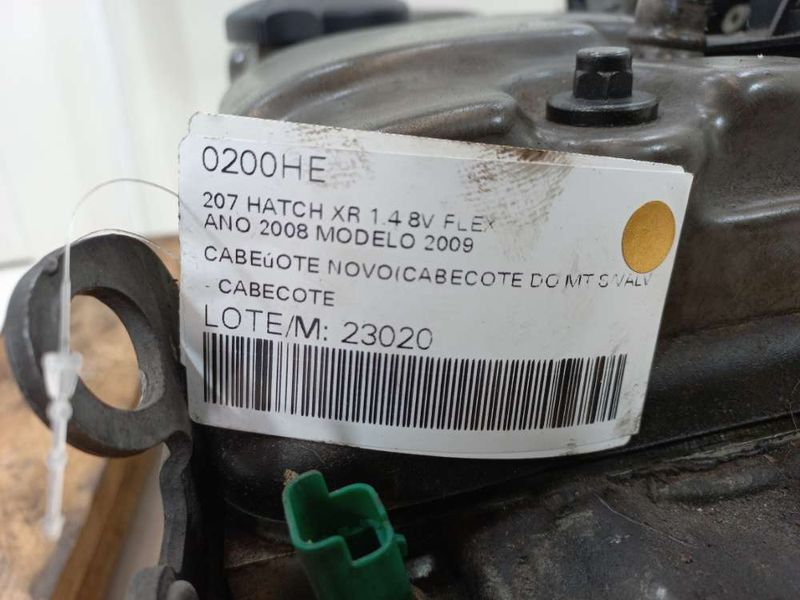 0200HE
207 HATCH XR 1.4 8V FLEX
ANO 2008 MODELO 2009
CABEúOTE NOVO(CABECOTE DO MT S/VALV
- CABECOTE
LOTE/M: 23020